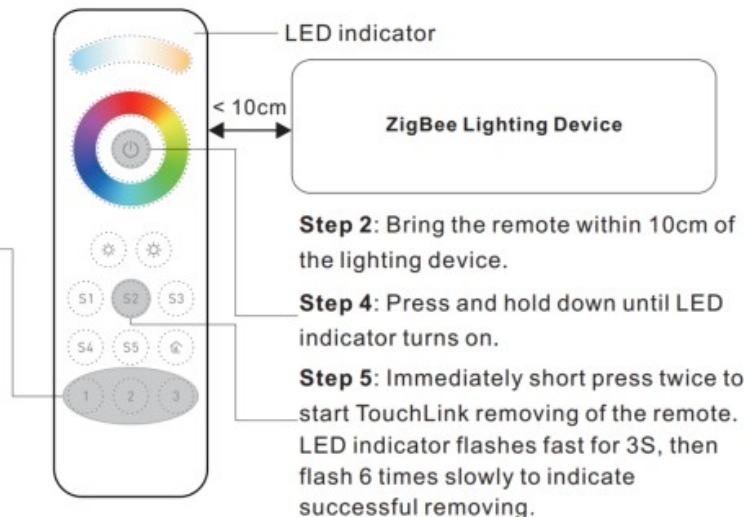 LED indicator
< 10cm
ZigBee Lighting Device
Step 2: Bring the remote within 10cm of
the lighting device.
Step 4: Press and hold down until LED
indicator turns on.
Step 5: Immediately short press twice to
start TouchLink removing of the remote.
LED indicator flashes fast for 3S, then
flash 6 times slowly to indicate
successful removing.
S1 S2 S3
S4 S5
1 2 3